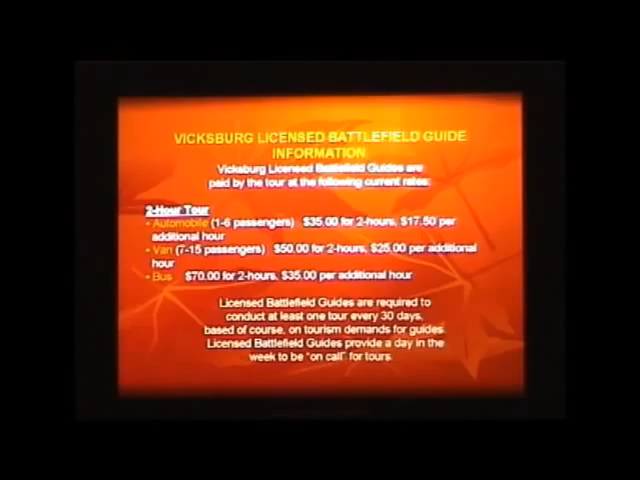 VICKSBURG LICENSED BATTLEFIELD GUIDE
INFORMATION
Vicksburg Licensed Battlefield Guides are
paid by the tour at the following current rates:
2-Hour Tour
• Automobile (1-6 passengers) $35.00 for 2-hours, $17.50 per
additional hour
• Van (7-15 passengers) $50.00 for 2-hours, $25.00 per additional
hour
• Bus $70.00 for 2-hours, $35.00 per additional hour
Licensed Battlefield Guides are required to
conduct at least one tour every 30 days,
based of course, on tourism demands for guides.
Licensed Battlefield Guides provide a day in the
week to be "on call" for tours.